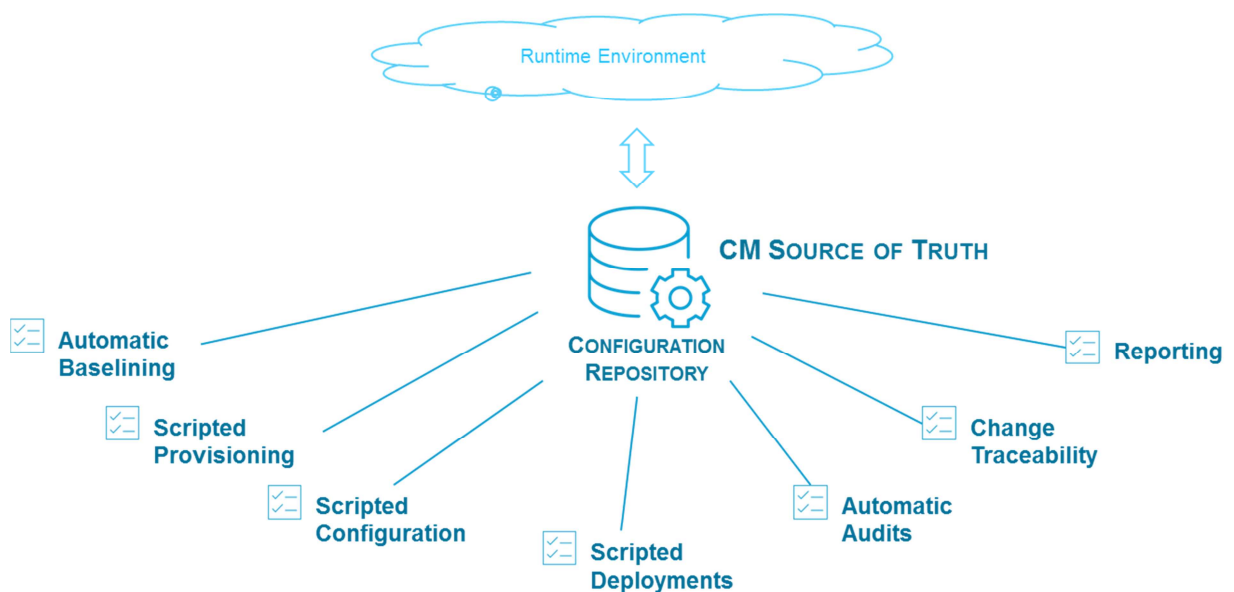 Runtime Environment
CM SOURCE OF TRUTH
CONFIGURATION
REPOSITORY
Automatic
Baselining
Scripted
Provisioning
Scripted
Configuration
Scripted
Deployments
Automatic
Audits
Change
Traceability
Reporting